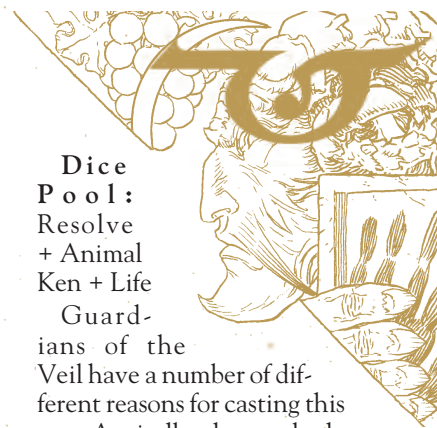 Dice
Pool:
Resolve
+ Animal
Ken + Life
Guard-
ians of the
Veil have a number of dif-
ferent reasons for casting this